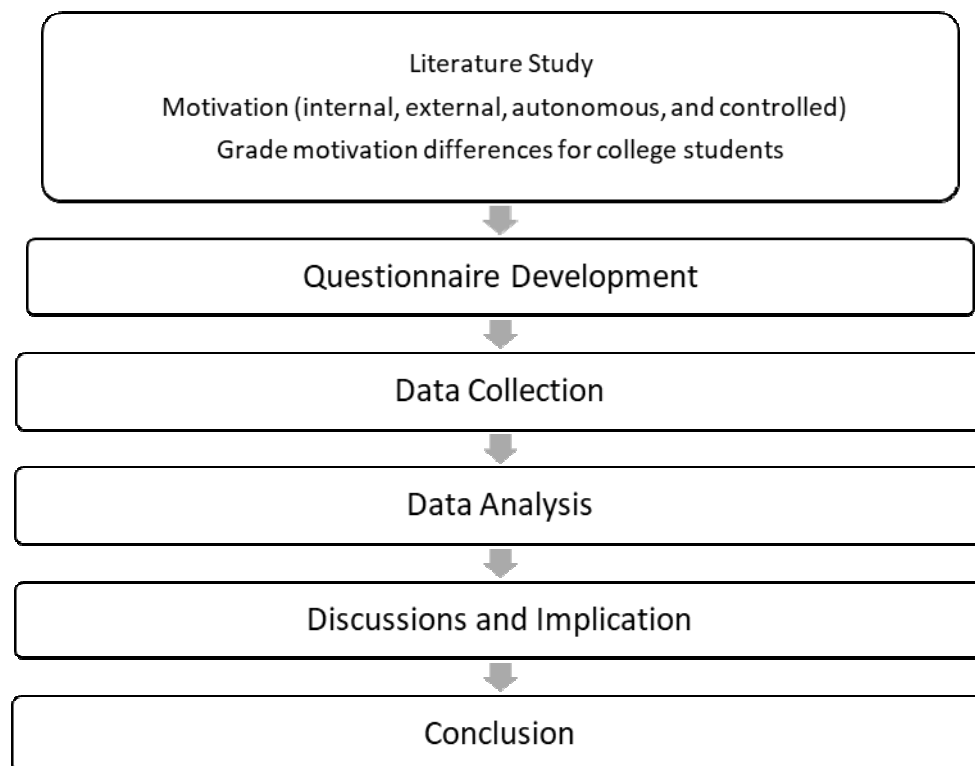 Literature Study
Motivation (internal, external, autonomous, and controlled)
Grade motivation differences for college students
Questionnaire Development
Data Collection
Data Analysis
Discussions and Implication
Conclusion